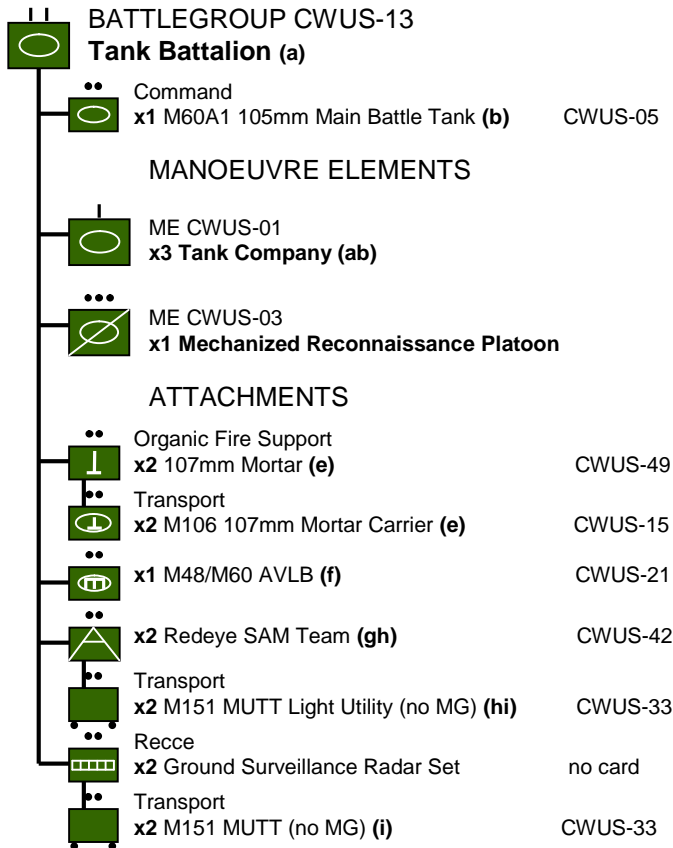 BATTLEGROUP CWUS-13
Tank Battalion (a)
Command
x1 M60A1 105mm Main Battle Tank (b) CWUS-05
MANOEUVRE ELEMENTS
ME CWUS-01
x3 Tank Company (ab)
ME CWUS-03
x1 Mechanized Reconnaissance Platoon
ATTACHMENTS
Organic Fire Support
x2 107mm Mortar (e) CWUS-49
Transport
x2 M106 107mm Mortar Carrier (e) CWUS-15
x1 M48/M60 AVLB (f) CWUS-21
x2 Redeye SAM Team (gh) CWUS-42
Transport
x2 M151 MUTT Light Utility (no MG) (hi) CWUS-33
Recce
x2 Ground Surveillance Radar Set no card
Transport
x2 M151 MUTT (no MG) (i) CWUS-33